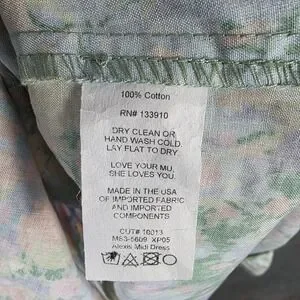 100% Cotton
RN# 133910
DRY CLEAN OR
HAND WASH COLD.
LAY FLAT TO DRY.
LOVE YOUR MU,
SHE LOVES YOU.
MADE IN THE USA
OF IMPORTED FABRIC
AND IMPORTED
COMPONENTS
CUT# 10013
MS3-5609 XP05
Alexis Midi Dress